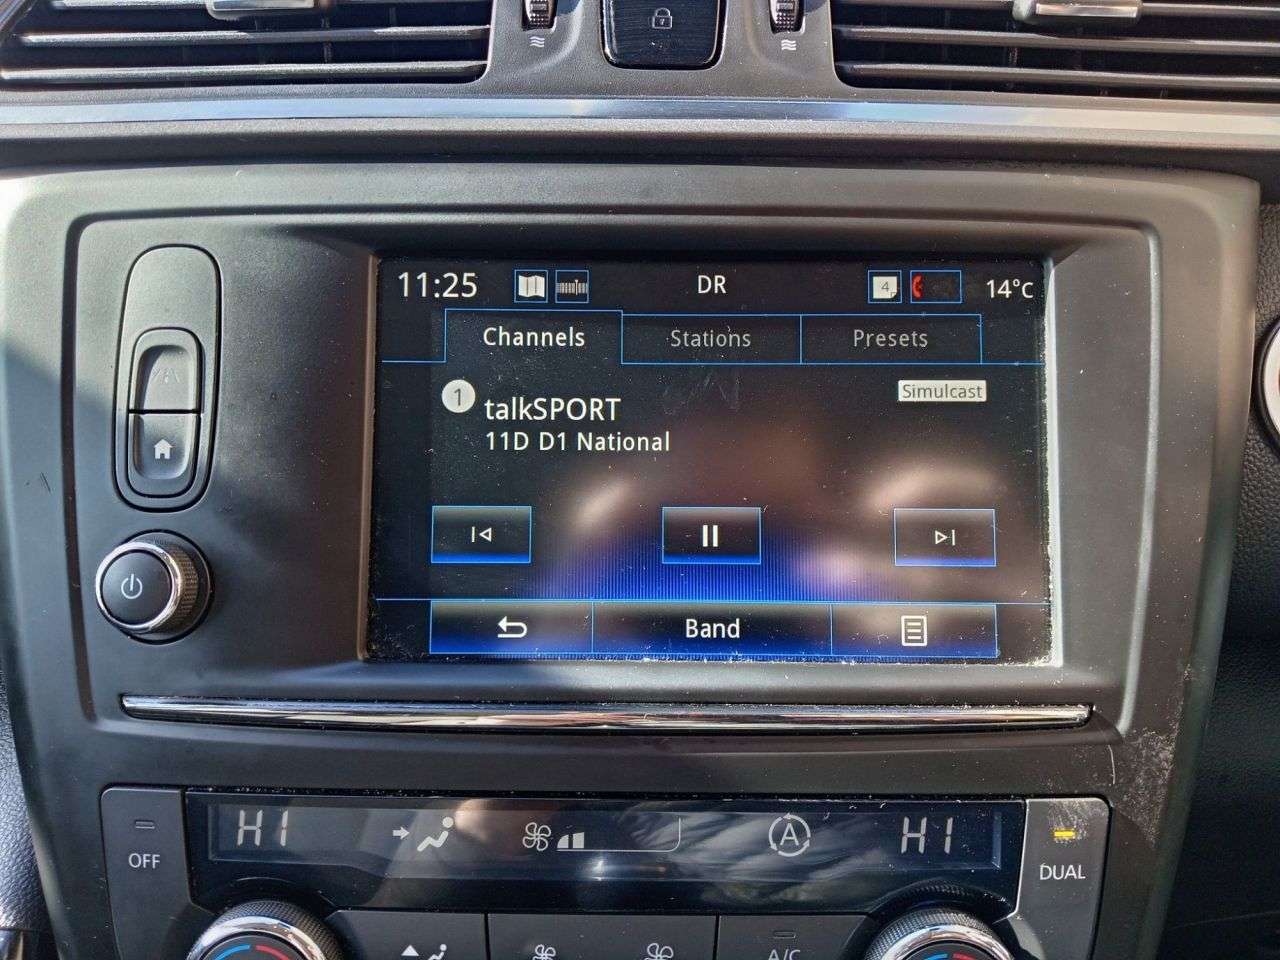 11:25 DR 4 14°c
Channels Stations Presets
1 talkSPORT Simulcast
11D D1 National
Band
HI A HI
OFF DUAL
A/C